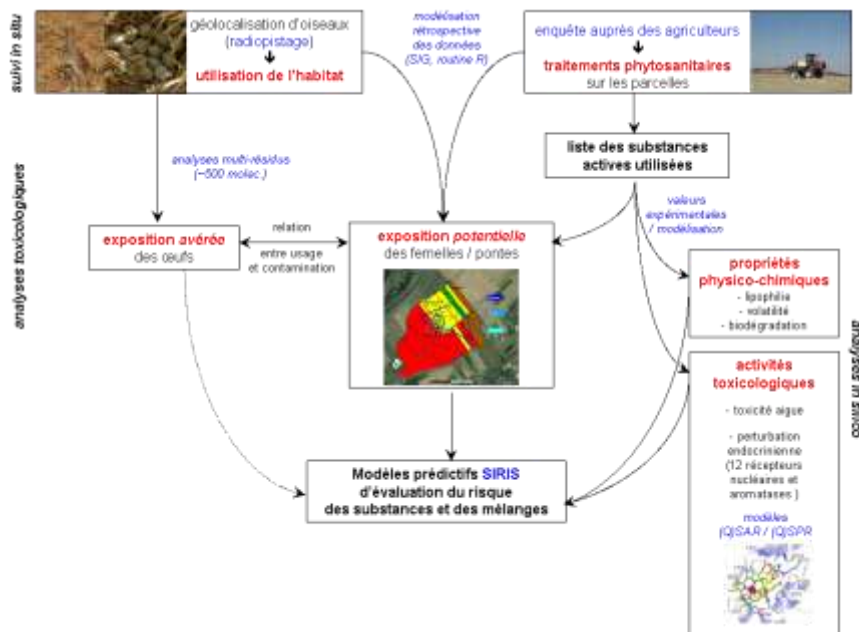 suivi in situ
géolocalisation d'oiseaux
(radiopistage)
utilisation de l'habitat
modélisation
rétrospective
des données
(SIG, routine R)
enquête auprès des agriculteurs
traitements phytosanitaires
sur les parcelles
analyses toxicologiques
analyses multi-résidus
(~500 molec.)
liste des substances
actives utilisées
valeurs
expérimentales
/ modélisation
exposition avérée
des œufs
relation
entre usage
et contamination
exposition potentielle
des femelles / pontes
propriétés
physico-chimiques
- lipophilie
- volatilité
- biodégradation
analyses in silico
activités
toxicologiques
- toxicité aigue
- perturbation
endocrinienne
(12 récepteurs
nucléaires et
aromatases )
modèles
(Q)SAR / (Q)SPR
Modèles prédictifs SIRIS
d'évaluation du risque
des substances et des mélanges